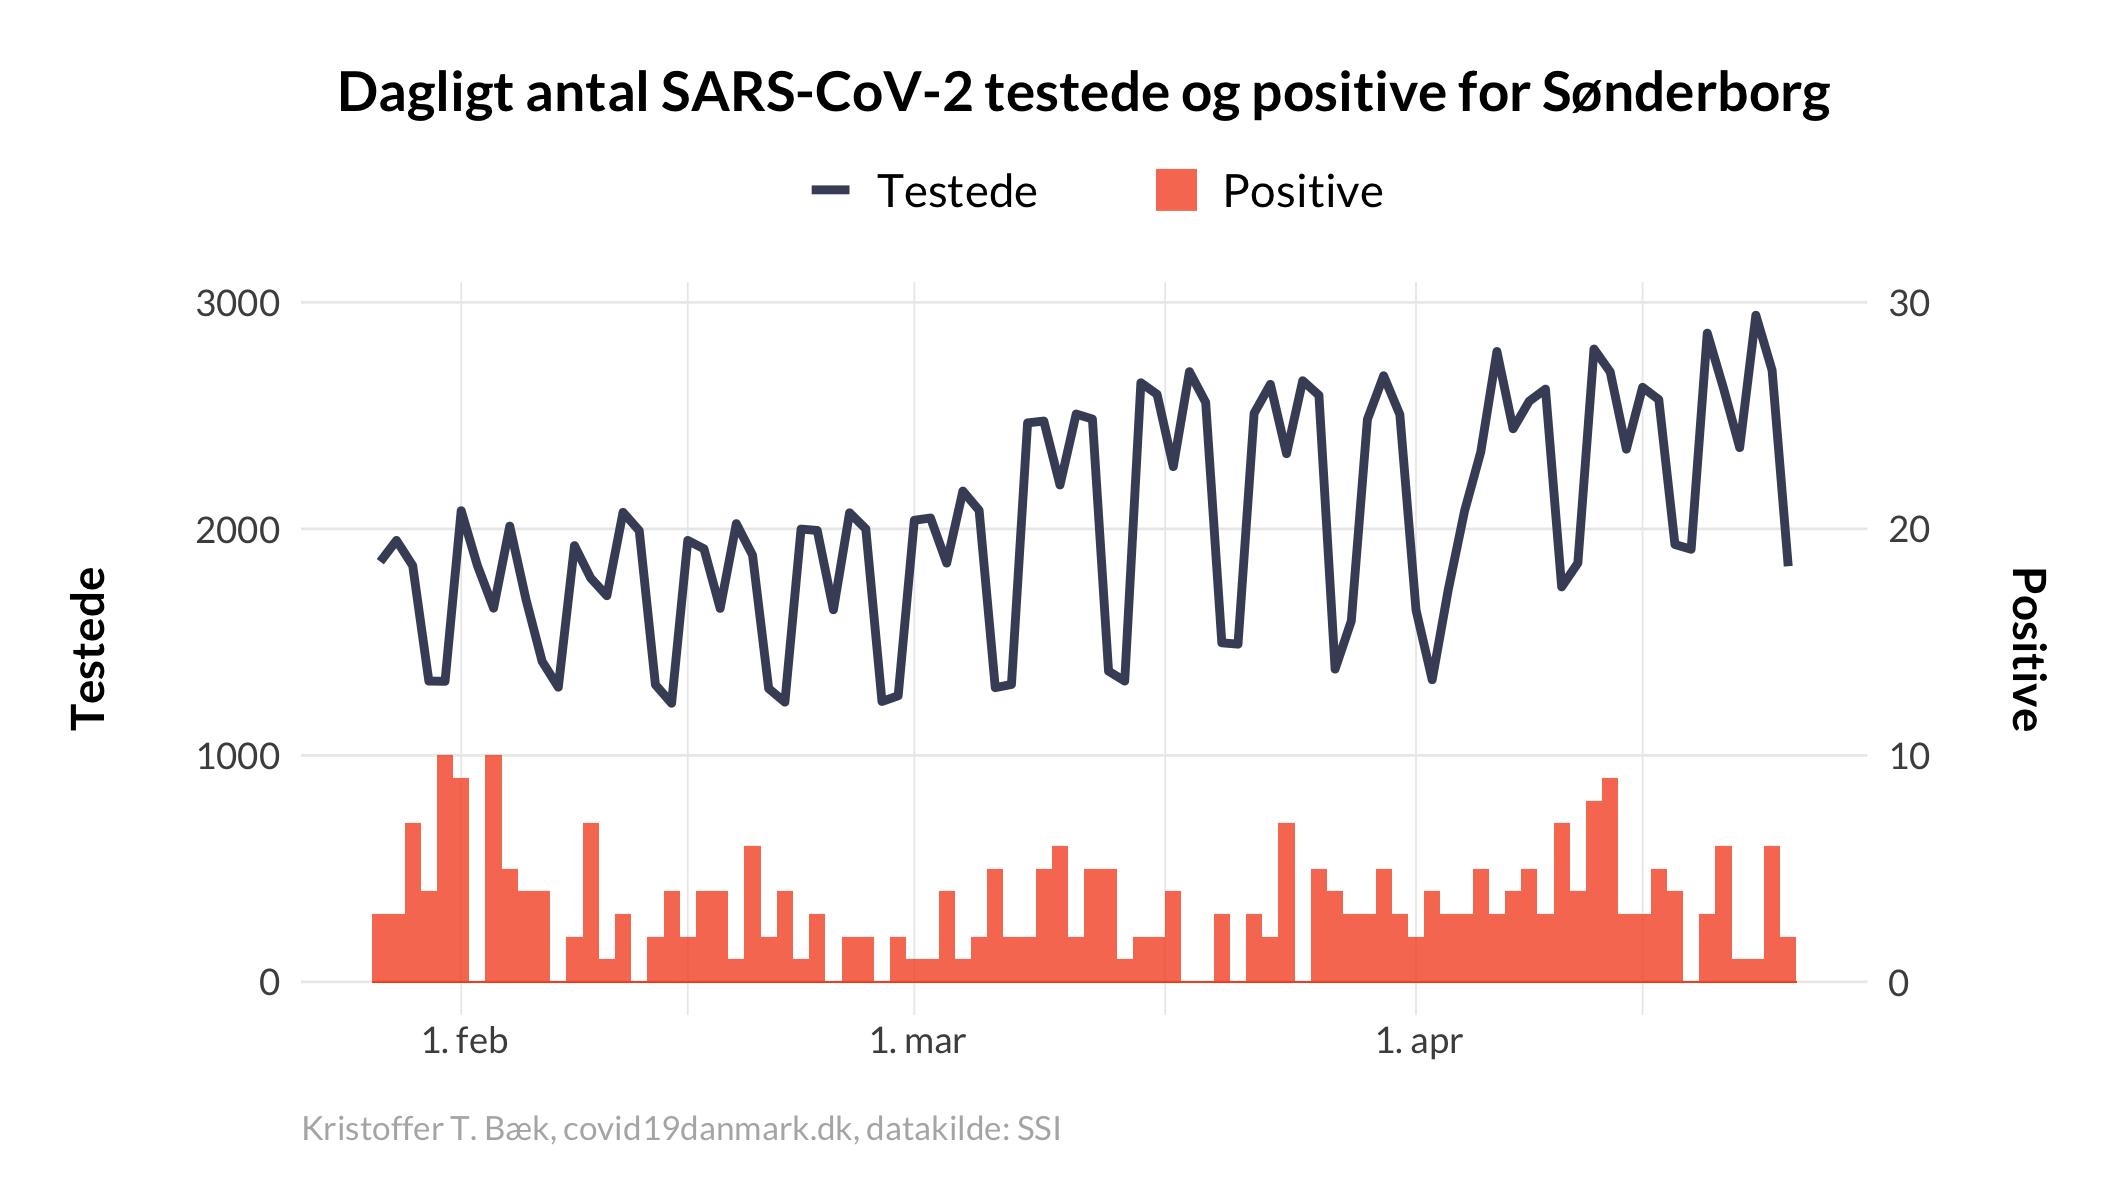 Dagligt antal SARS-CoV-2 testede og positive for Sønderborg
Testede
Positive
3000
2000
1000
0
Testede
30
20
10
0
Positive
1. feb
1. mar
1. apr
Kristoffer T. Bæk, covid19danmark.dk, datakilde: SSI